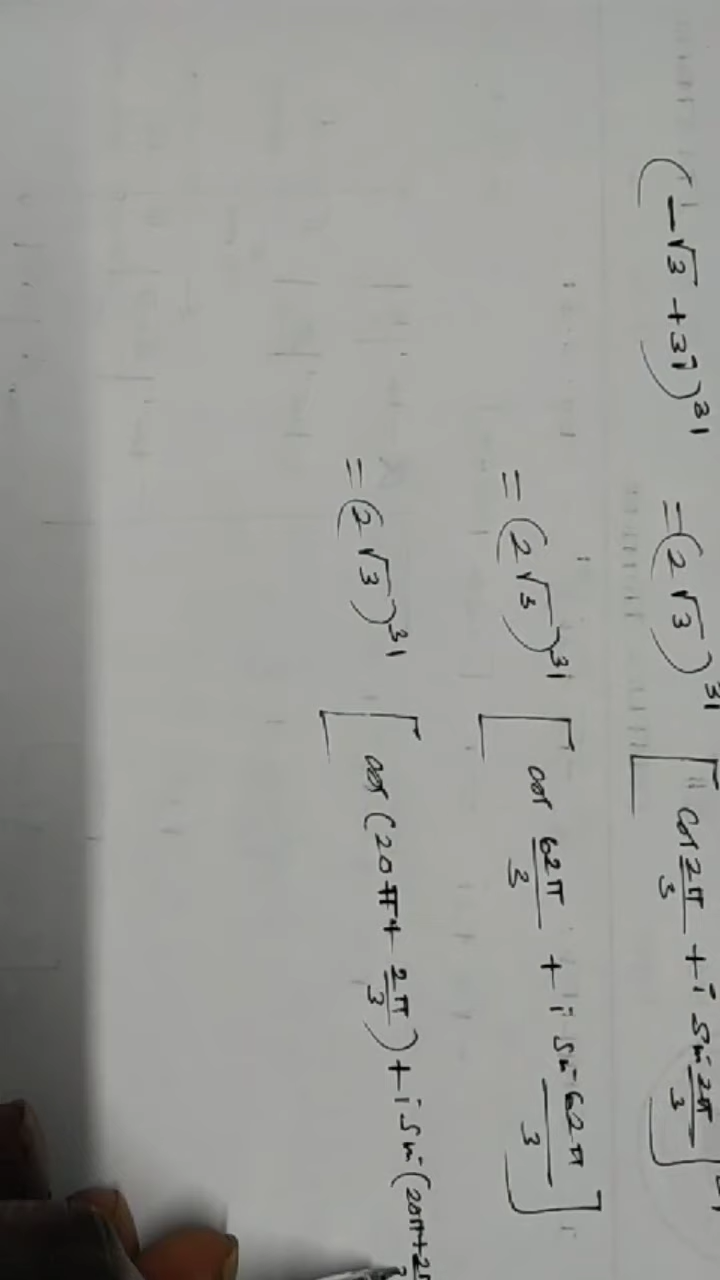 (-√3 + 3i)^31 = (2√3)^31 [cos 2π/3 + i sin 2π/3]
= (2√3)^31 [cos 62π/3 + i sin 62π/3]
= (2√3)^31 [cos (20π + 2π/3) + i sin (20π + 2